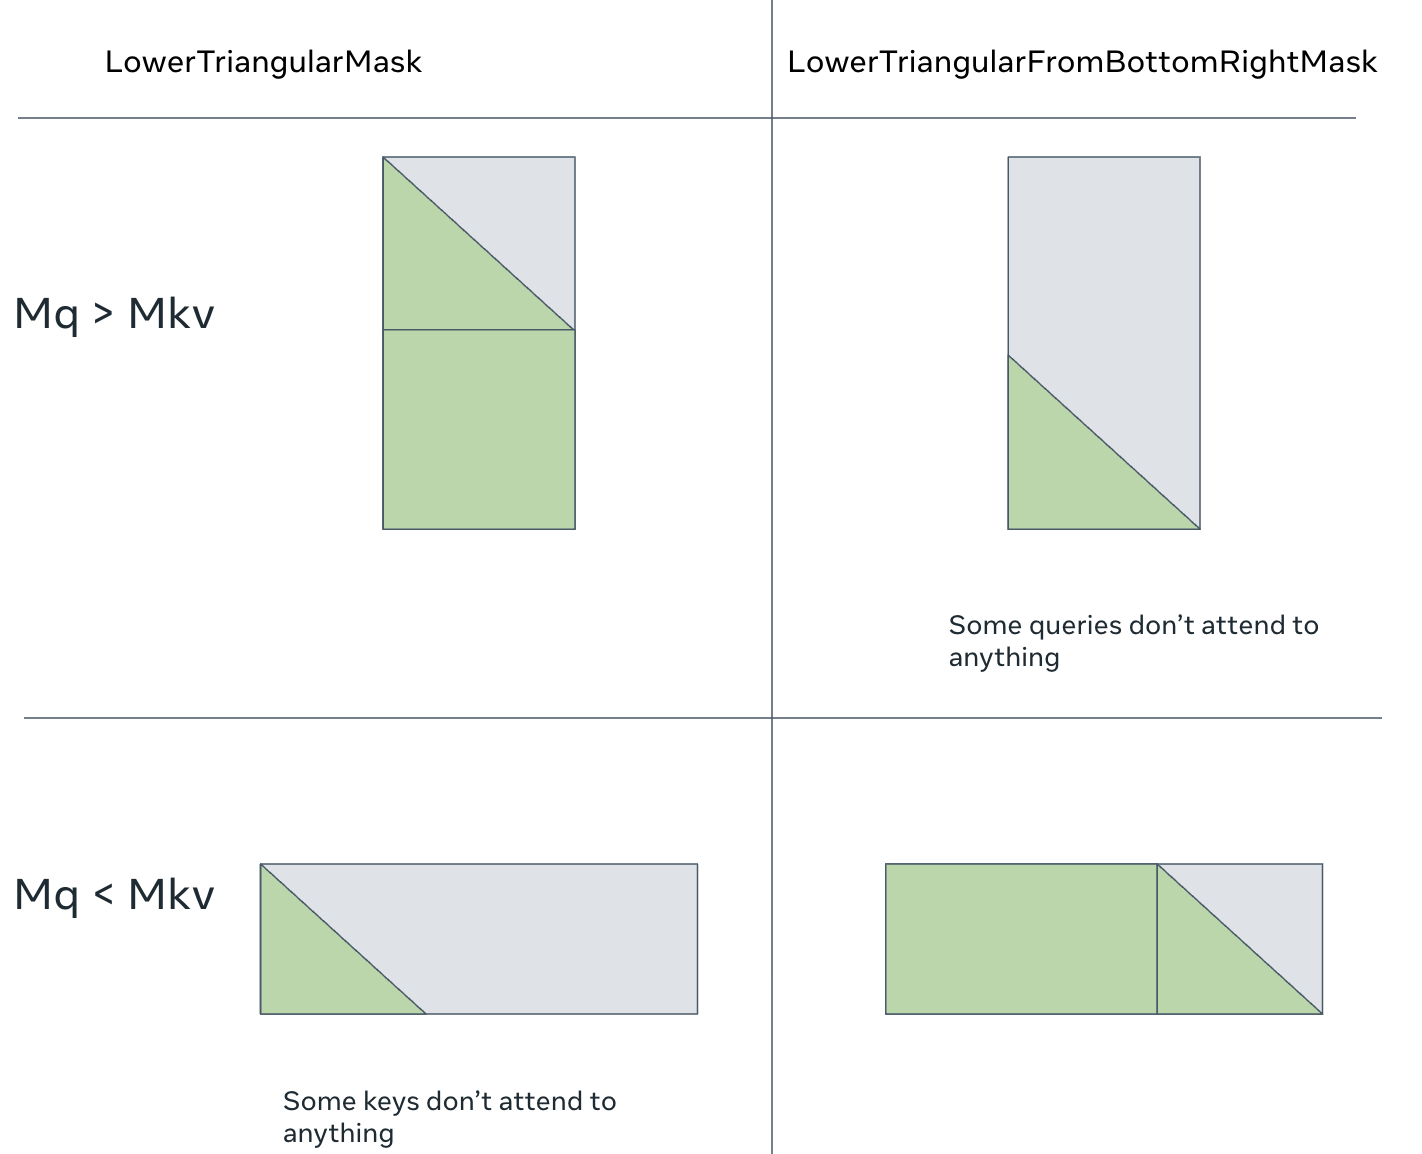 LowerTriangularMask
LowerTriangularFromBottomRightMask
Mq > Mkv
Some queries don’t attend to
anything
Mq < Mkv
Some keys don’t attend to
anything